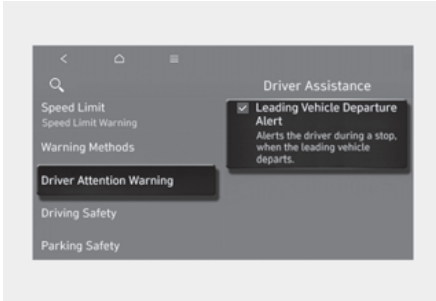 Driver Assistance
Speed Limit
Speed Limit Warning
Warning Methods
Driver Attention Warning
Driving Safety
Parking Safety
Leading Vehicle Departure
Alert
Alerts the driver during a stop,
when the leading vehicle
departs.